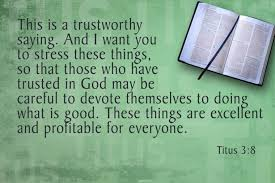 This is a trustworthy
saying. And I want you
to stress these things,
so that those who have
trusted in God may be
careful to devote themselves to doing
what is good. These things are excellent
and profitable for everyone.
Titus 3:8